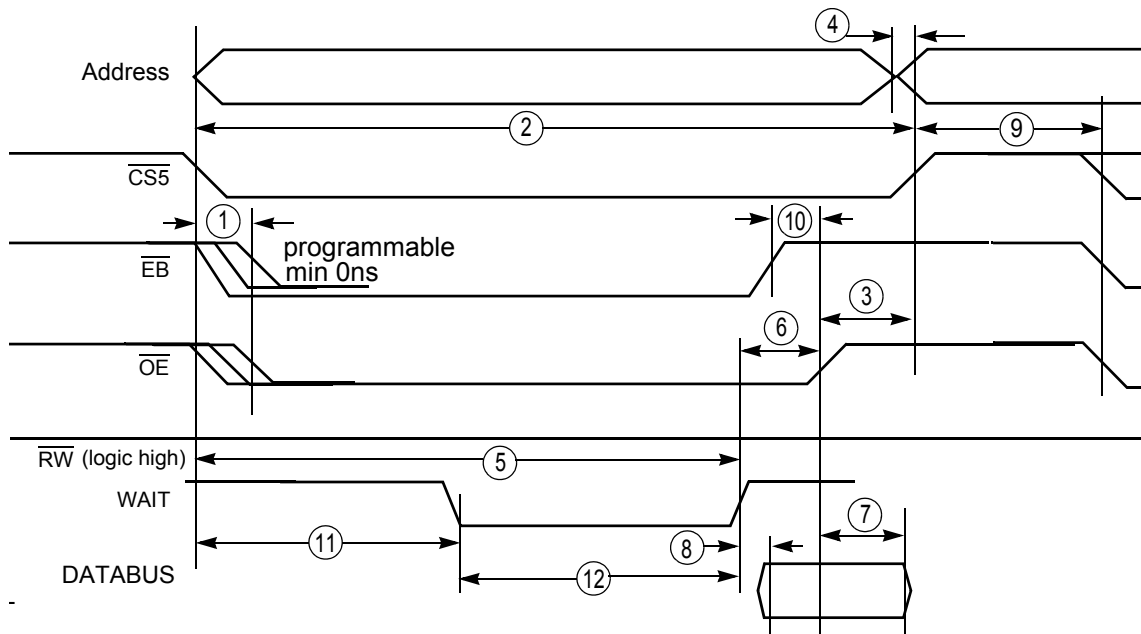 4
Address
2
9
CS5
1
10
programmable
min 0ns
EB
3
6
OE
RW (logic high)
5
WAIT
7
11
8
12
DATABUS